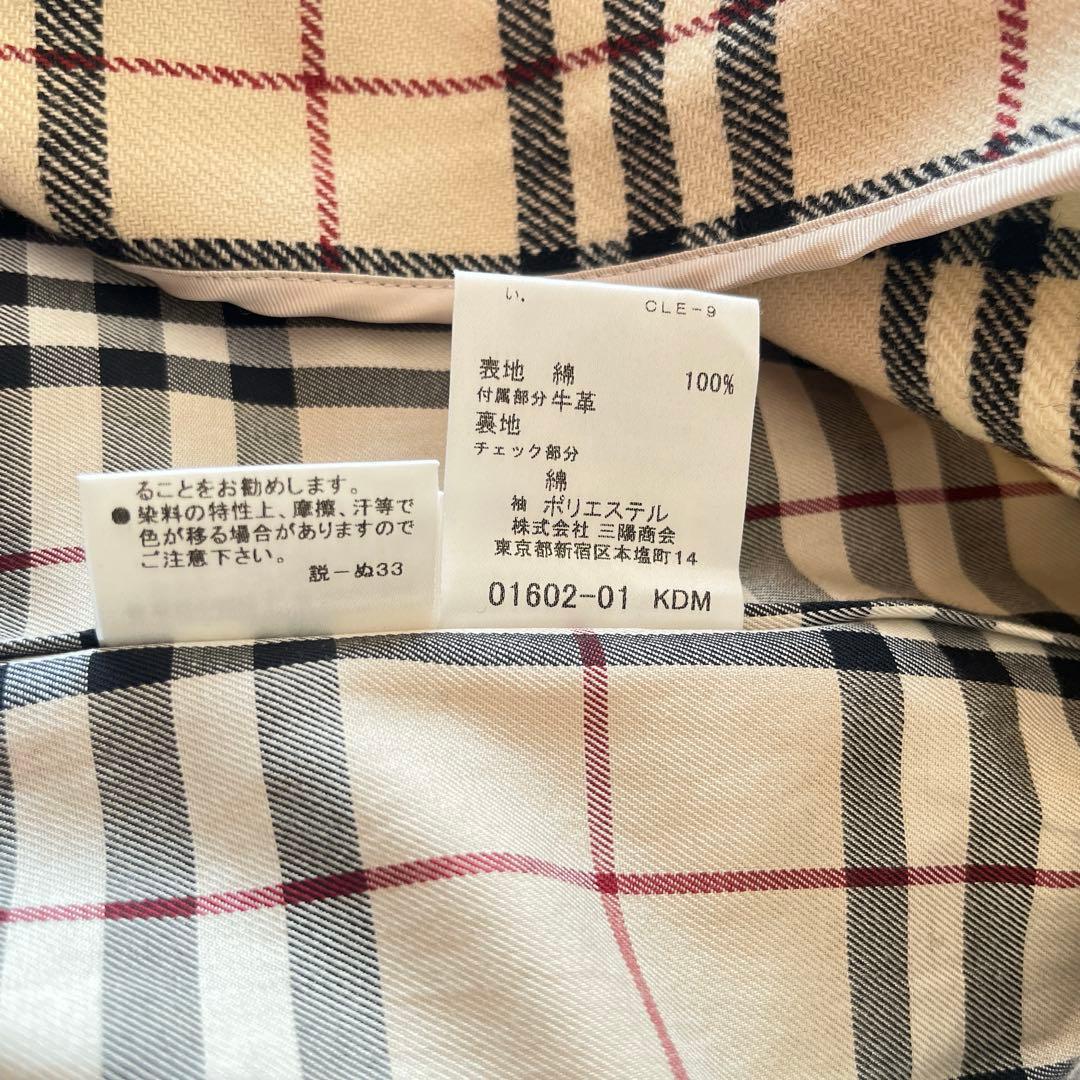 ることをお勧めします。
●染料の特性上、摩擦、汗等で
色が移る場合がありますので
ご注意下さい。
説-ぬ33
い。
CLE-9
表地 綿 100%
付属部分 牛革
裏地
チェック部分
綿
袖 ポリエステル
株式会社 三陽商会
東京都新宿区本塩町14
01602-01 KDM